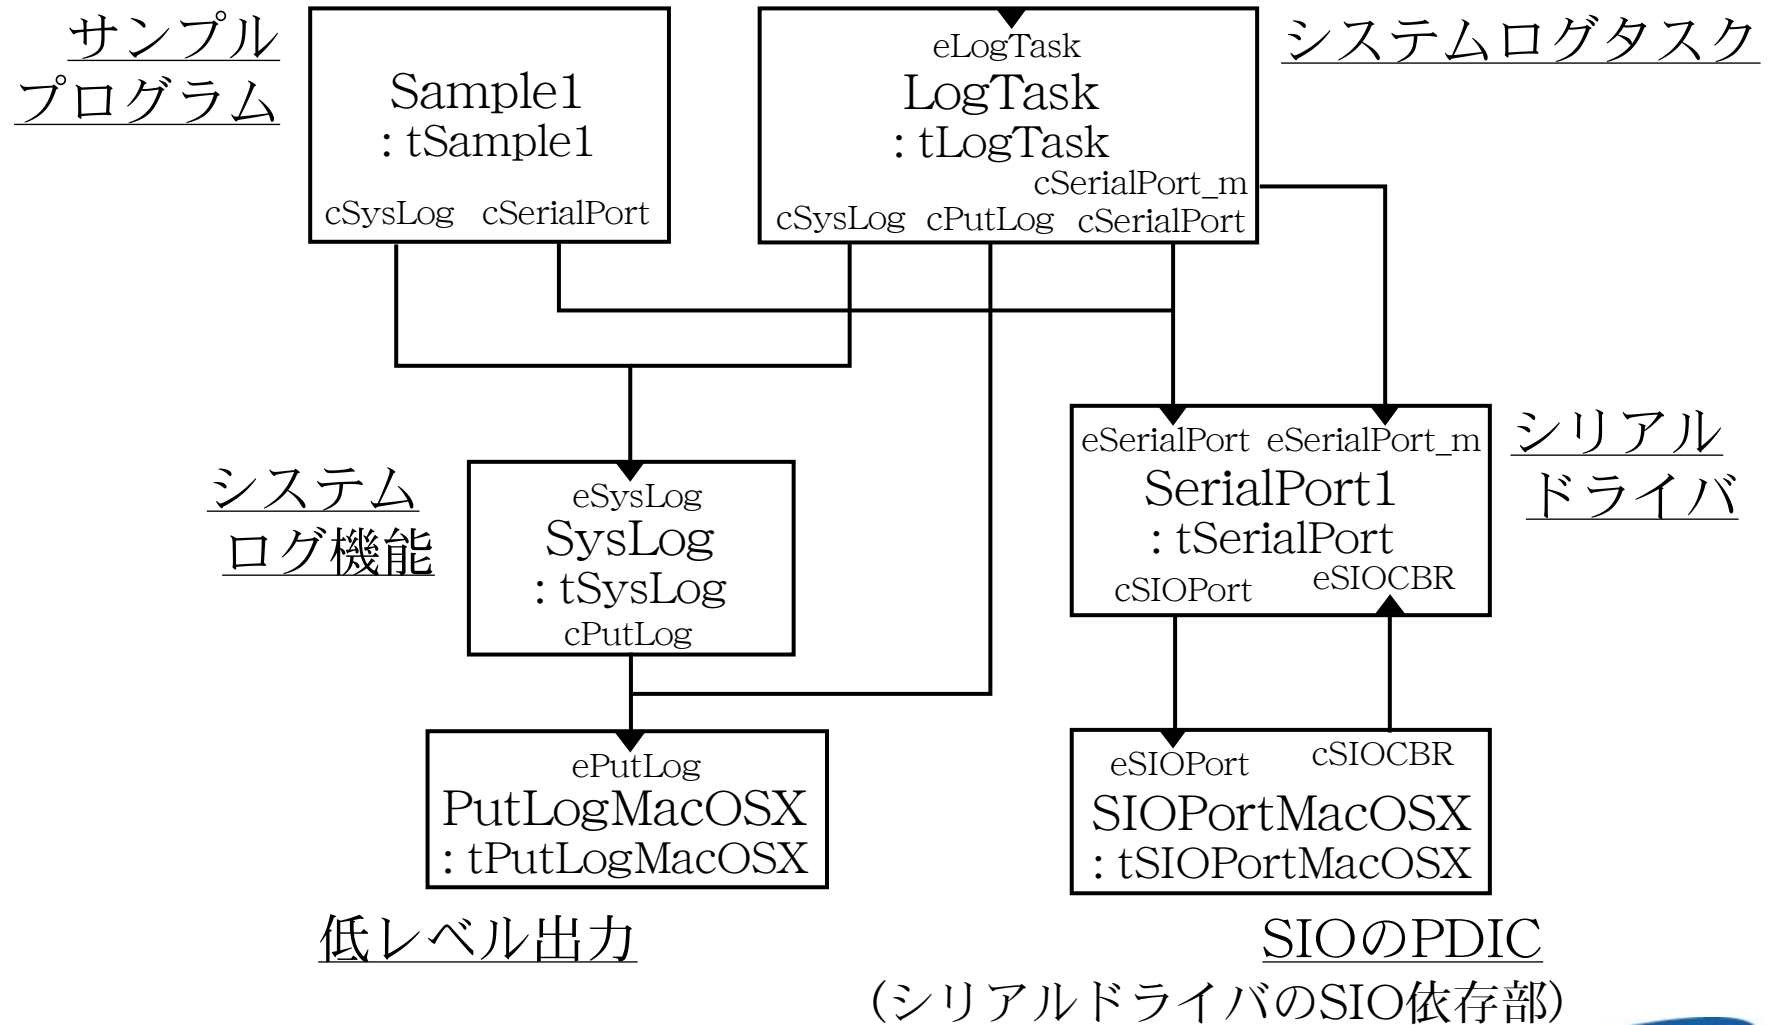 サンプル
プログラム
Sample1
: tSample1
cSysLog cSerialPort
eLogTask
LogTask
: tLogTask
cSerialPort_m
cSysLog cPutLog cSerialPort
システムログタスク
システム
ログ機能
eSysLog
SysLog
: tSysLog
cPutLog
eSerialPort eSerialPort_m
SerialPort1
: tSerialPort
cSIOPort eSIOCBR
シリアル
ドライバ
ePutLog
PutLogMacOSX
: tPutLogMacOSX
低レベル出力
eSIOPort cSIOCBR
SIOPortMacOSX
: tSIOPortMacOSX
SIOのPDIC
（シリアルドライバのSIO依存部）